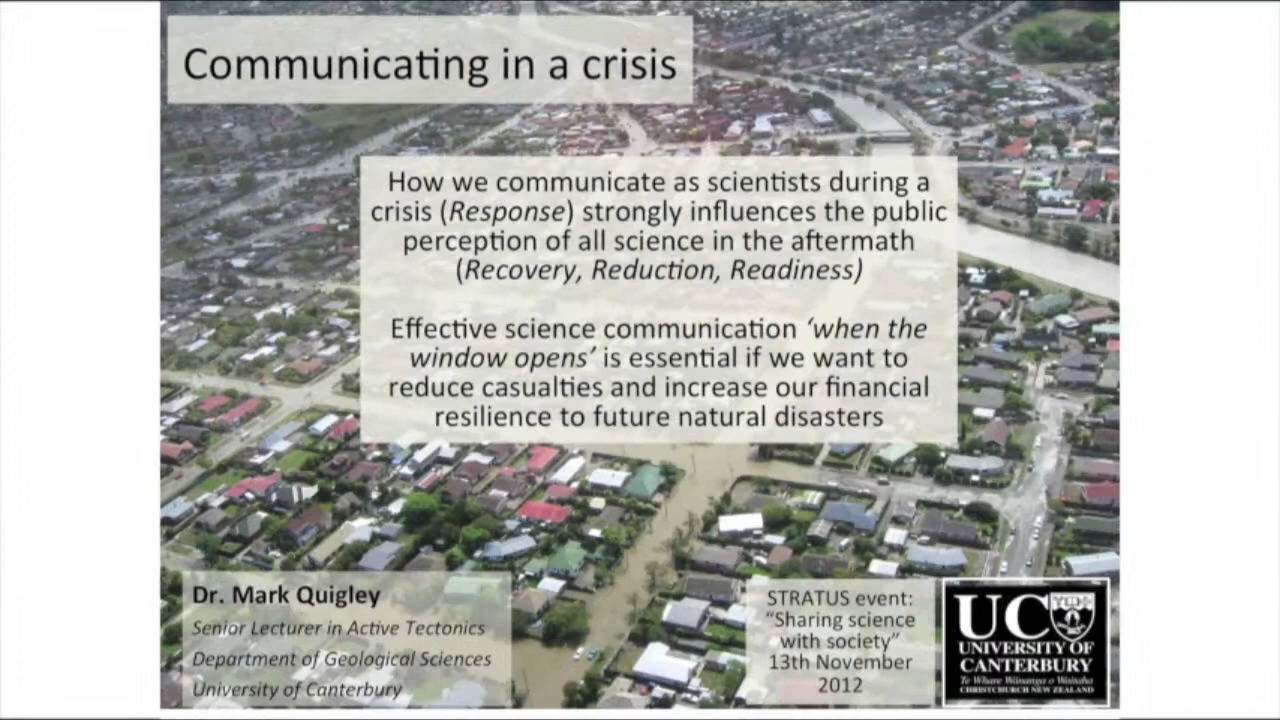 Communicating in a crisis
How we communicate as scientists during a
crisis (Response) strongly influences the public
perception of all science in the aftermath
(Recovery, Reduction, Readiness)
Effective science communication ‘when the
window opens’ is essential if we want to
reduce casualties and increase our financial
resilience to future natural disasters
Dr. Mark Quigley
Senior Lecturer in Active Tectonics
Department of Geological Sciences
University of Canterbury
STRATUS event:
“Sharing science
with society”
13th November
2012
UC
UNIVERSITY OF
CANTERBURY
Te Whare Wānanga o Waitaha
CHRISTCHURCH NEW ZEALAND